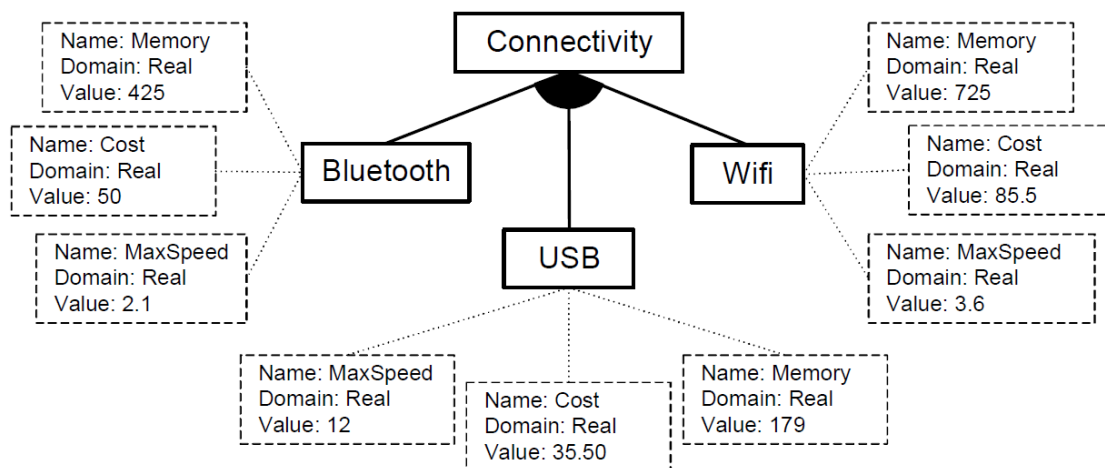 Connectivity
Name: Memory
Domain: Real
Value: 425
Name: Cost
Domain: Real
Value: 50
Name: MaxSpeed
Domain: Real
Value: 2.1
Bluetooth
USB
Name: MaxSpeed
Domain: Real
Value: 12
Name: Cost
Domain: Real
Value: 35.50
Name: Memory
Domain: Real
Value: 179
Wifi
Name: Memory
Domain: Real
Value: 725
Name: Cost
Domain: Real
Value: 85.5
Name: MaxSpeed
Domain: Real
Value: 3.6